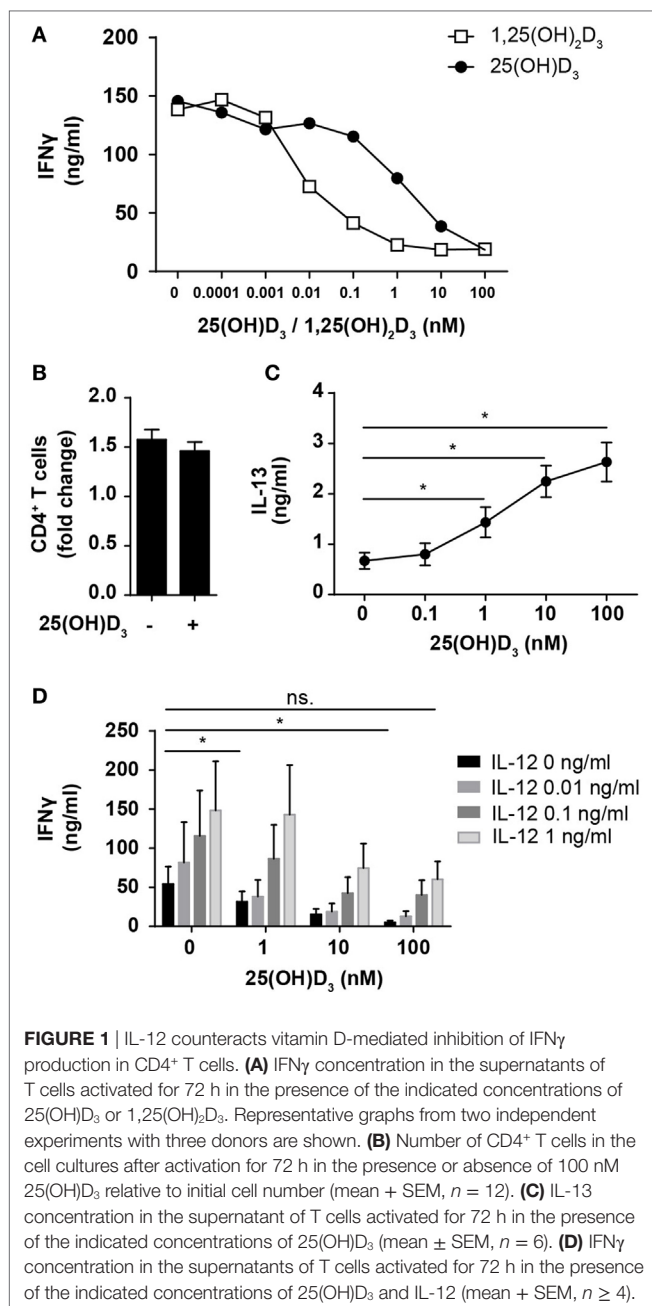 A
1,25(OH)₂D₃
25(OH)D₃
200
150
100
50
0
IFNγ
(ng/ml)
0 0.0001 0.001 0.01 0.1 1 10 100
25(OH)D₃ / 1,25(OH)₂D₃ (nM)
B
2.0
1.5
1.0
0.5
0.0
CD4⁺ T cells
(fold change)
25(OH)D₃ - +
C
4
3
2
1
0
IL-13
(ng/ml)
*
*
*
0 0.1 1 10 100
25(OH)D₃ (nM)
D
ns.
*
*
250
200
150
100
50
0
IFNγ
(ng/ml)
0 1 10 100
25(OH)D₃ (nM)
IL-12 0 ng/ml
IL-12 0.01 ng/ml
IL-12 0.1 ng/ml
IL-12 1 ng/ml
FIGURE 1 | IL-12 counteracts vitamin D-mediated inhibition of IFNγ
production in CD4⁺ T cells. (A) IFNγ concentration in the supernatants of
T cells activated for 72 h in the presence of the indicated concentrations of
25(OH)D₃ or 1,25(OH)₂D₃. Representative graphs from two independent
experiments with three donors are shown. (B) Number of CD4⁺ T cells in the
cell cultures after activation for 72 h in the presence or absence of 100 nM
25(OH)D₃ relative to initial cell number (mean + SEM, n = 12). (C) IL-13
concentration in the supernatant of T cells activated for 72 h in the presence
of the indicated concentrations of 25(OH)D₃ (mean ± SEM, n = 6). (D) IFNγ
concentration in the supernatants of T cells activated for 72 h in the presence
of the indicated concentrations of 25(OH)D₃ and IL-12 (mean + SEM, n ≥ 4).